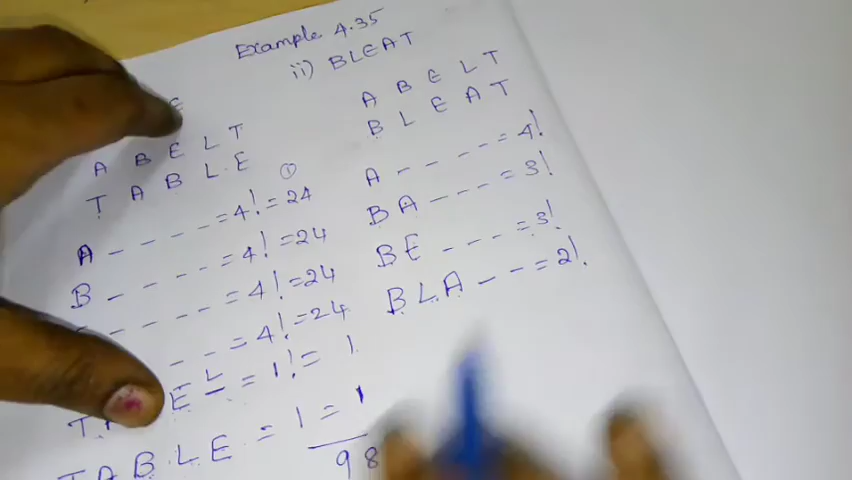 Example 4.35
ii) BLEAT
E
A B E L T
T A B L E ①
A - - - - = 4! = 24
B - - - - = 4! = 24
- - - - = 4! = 24
- - = 4! = 24
T E L - = 1! = 1
T A B L E = 1 = 1
98
A B E L T
B L E A T
A - - - - = 4!
B A - - - = 3!
B E - - - = 3!
B L A - - = 2!